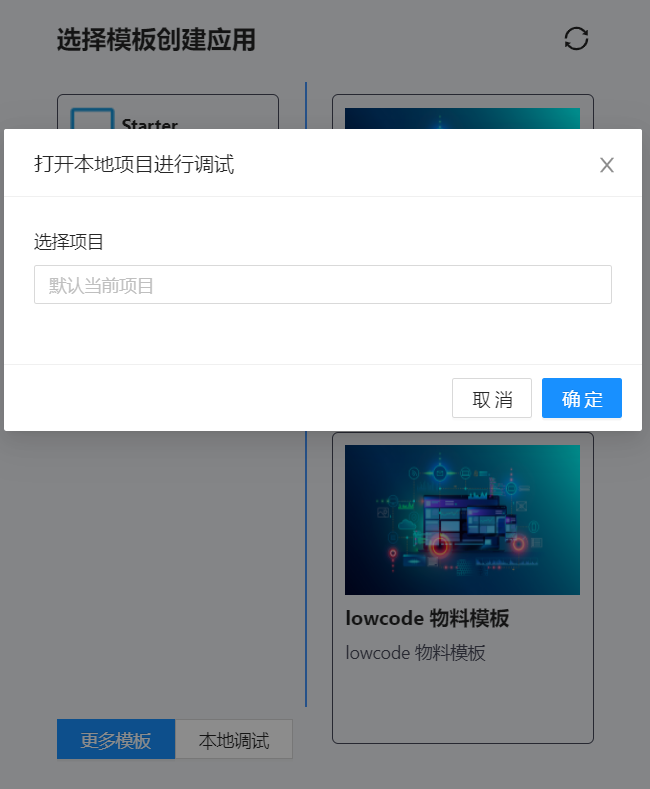 选择模板创建应用
Starter
打开本地项目进行调试
选择项目
默认当前项目
取 消
确 定
lowcode 物料模板
lowcode 物料模板
更多模板
本地调试